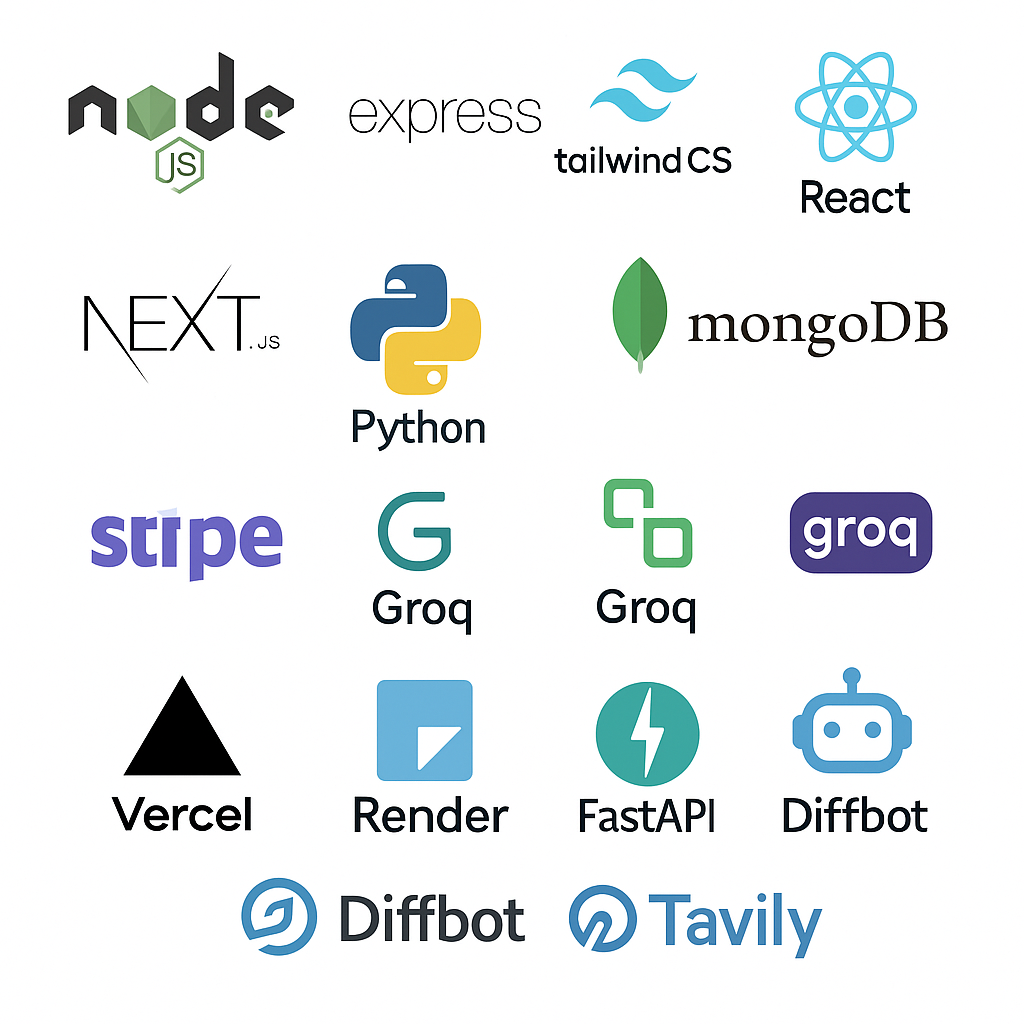 node
JS
express
tailwind CS
React
NEXT.JS
Python
mongoDB
stipe
Groq
Groq
groq
Vercel
Render
FastAPI
Diffbot
Diffbot
Tavily